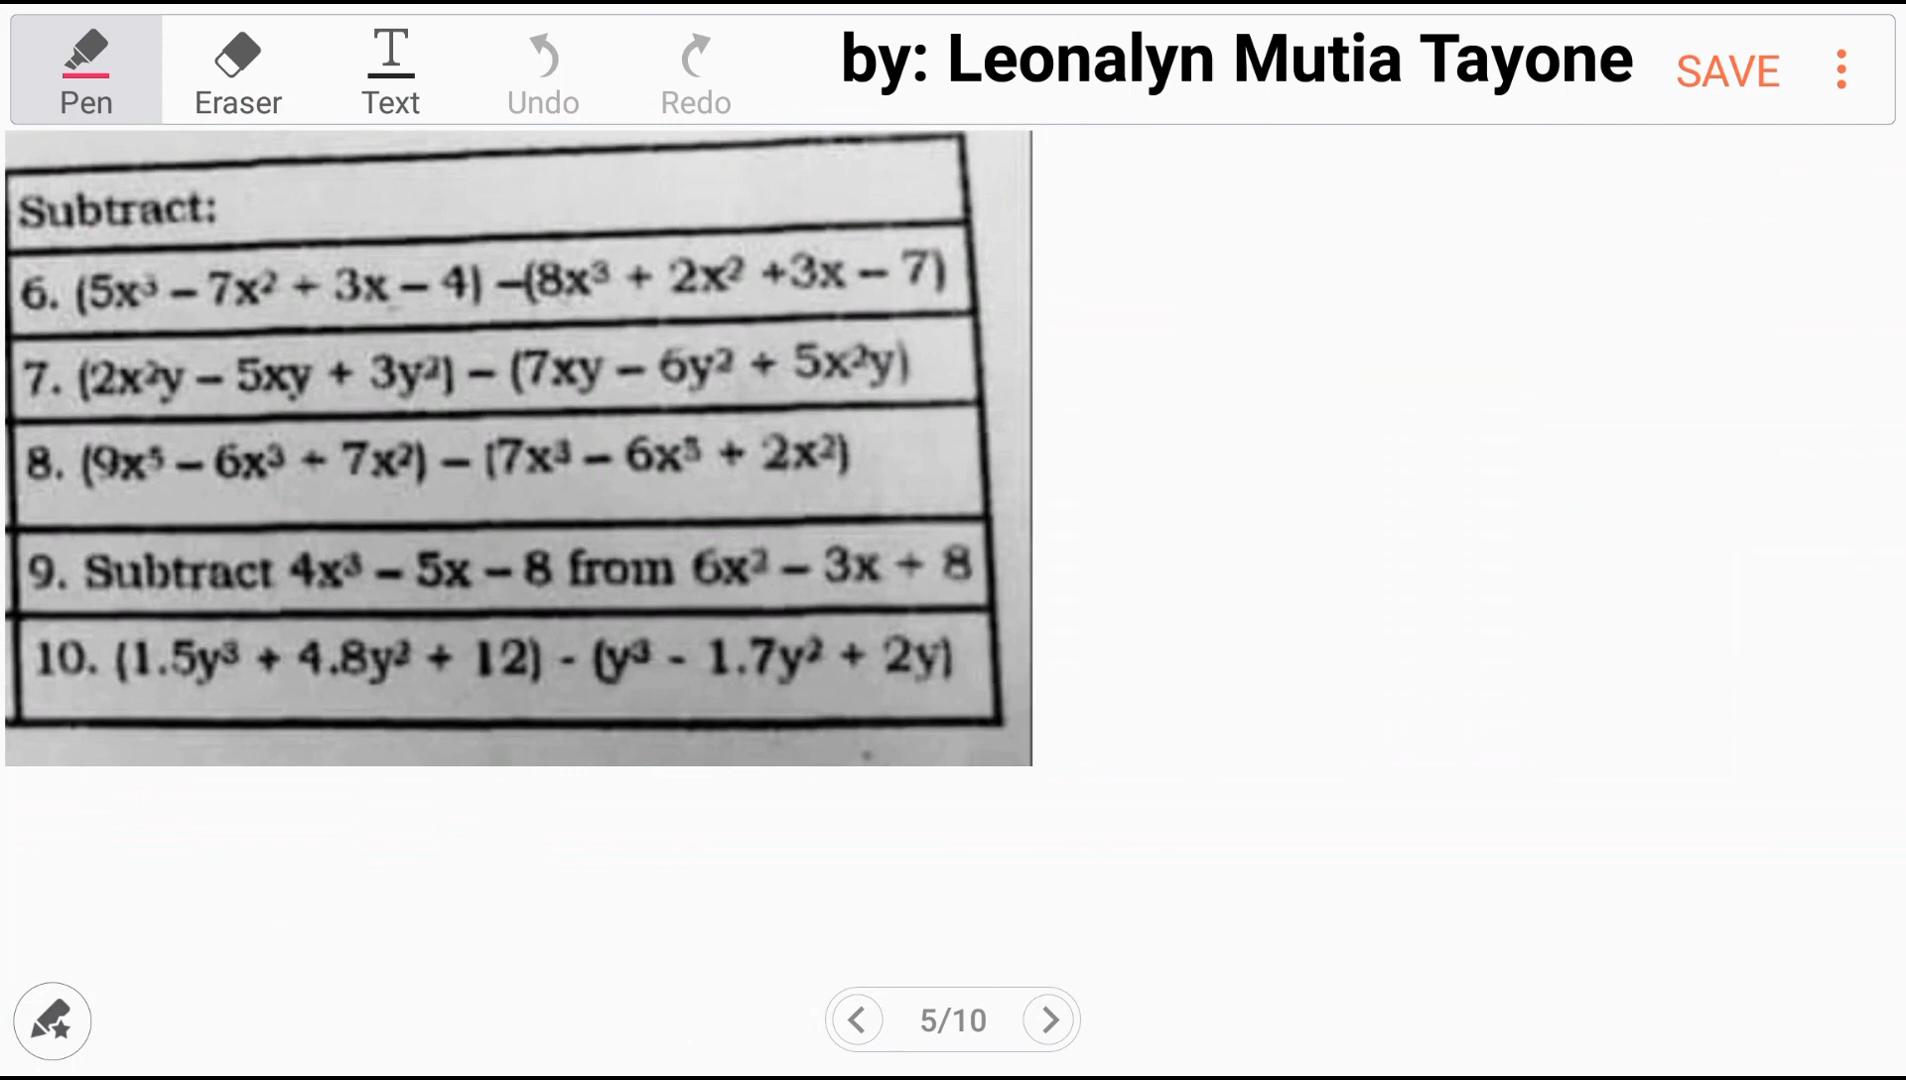 by: Leonalyn Mutia Tayone
Pen
Eraser
Text
Undo
Redo
SAVE
Subtract:
6. (5x³ – 7x² + 3x – 4) –(8x³ + 2x² +3x – 7)
7. (2x²y – 5xy + 3y²) – (7xy – 6y² + 5x²y)
8. (9x⁵ – 6x³ + 7x²) – (7x³ – 6x⁵ + 2x²)
9. Subtract 4x³ – 5x – 8 from 6x² – 3x + 8
10. (1.5y³ + 4.8y² + 12) - (y³ - 1.7y² + 2y)
5/10